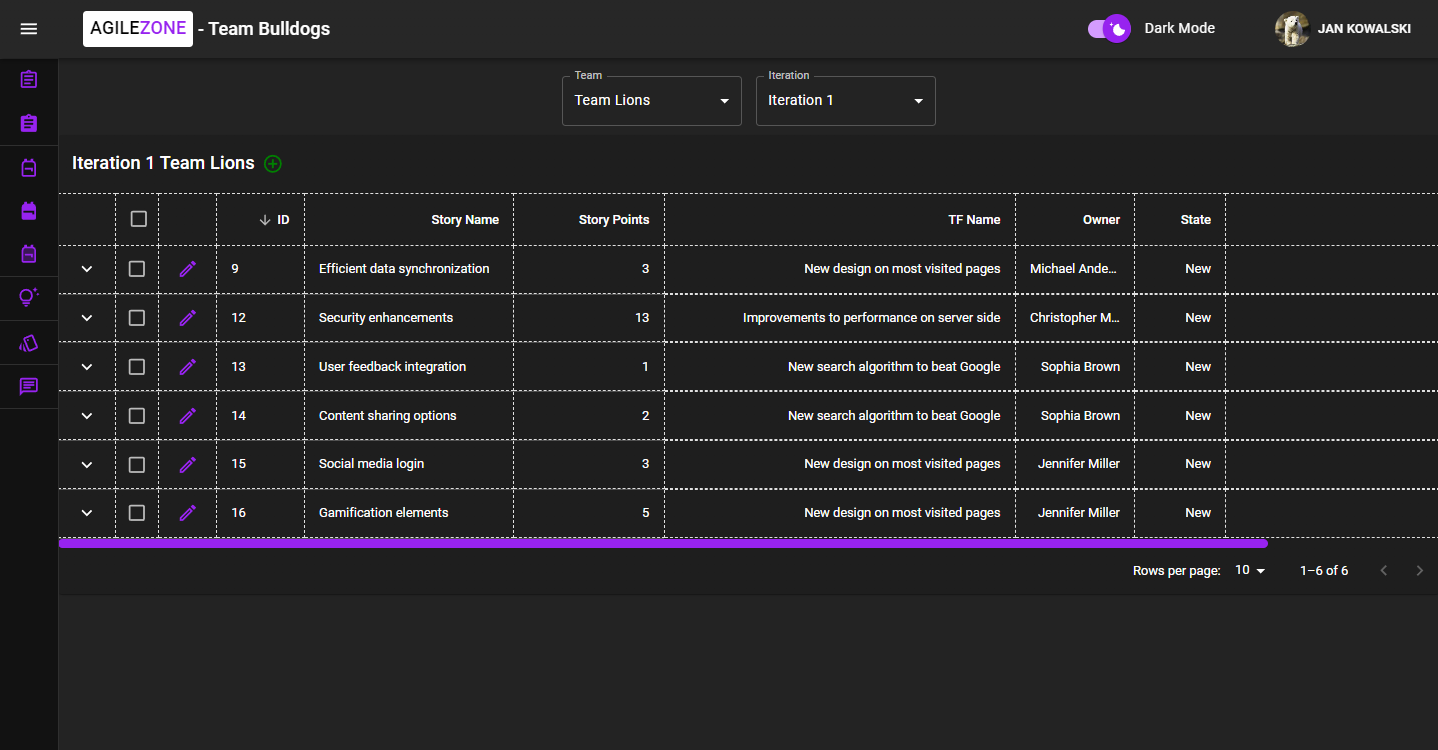 AGILEZONE - Team Bulldogs Dark Mode JAN KOWALSKI
Team Iteration
Team Lions Iteration 1
Iteration 1 Team Lions
ID Story Name Story Points TF Name Owner State
9 Efficient data synchronization 3 New design on most visited pages Michael Ande... New
12 Security enhancements 13 Improvements to performance on server side Christopher M... New
13 User feedback integration 1 New search algorithm to beat Google Sophia Brown New
14 Content sharing options 2 New search algorithm to beat Google Sophia Brown New
15 Social media login 3 New design on most visited pages Jennifer Miller New
16 Gamification elements 5 New design on most visited pages Jennifer Miller New
Rows per page: 10 1–6 of 6